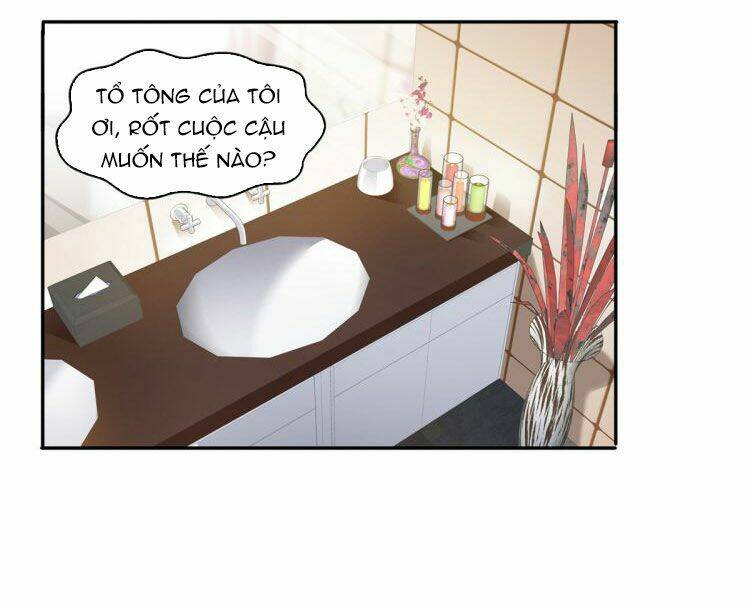 TỔ TÔNG CỦA TÔI
ƠI, RỐT CUỘC CẬU
MUỐN THẾ NÀO?